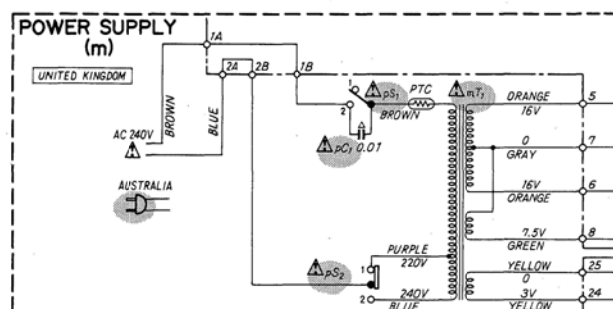 POWER SUPPLY
(m)
UNITED KINGDOM
1A
2A 2B 1B
BROWN
BLUE
AC 240V
AUSTRALIA
1
2
pS1
PTC
BROWN
pC1 0.01
mT1
ORANGE 5
16V
0 7
GRAY
16V 6
ORANGE
7.5V 8
GREEN
PURPLE
220V
1
pS2
2
240V
BLUE
YELLOW 25
0
3V 24
YELLOW